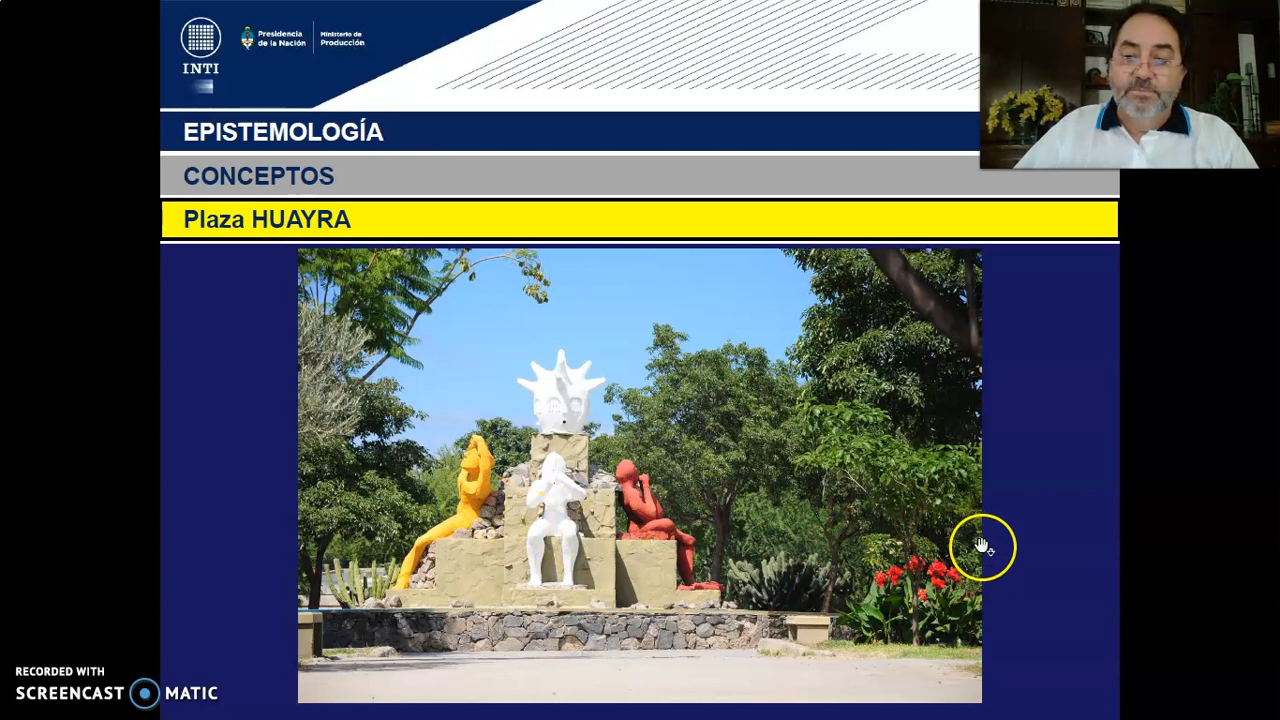 INTI
Presidencia
de la Nación
Ministerio de
Producción
EPISTEMOLOGÍA
CONCEPTOS
Plaza HUAYRA
RECORDED WITH
SCREENCAST MATIC